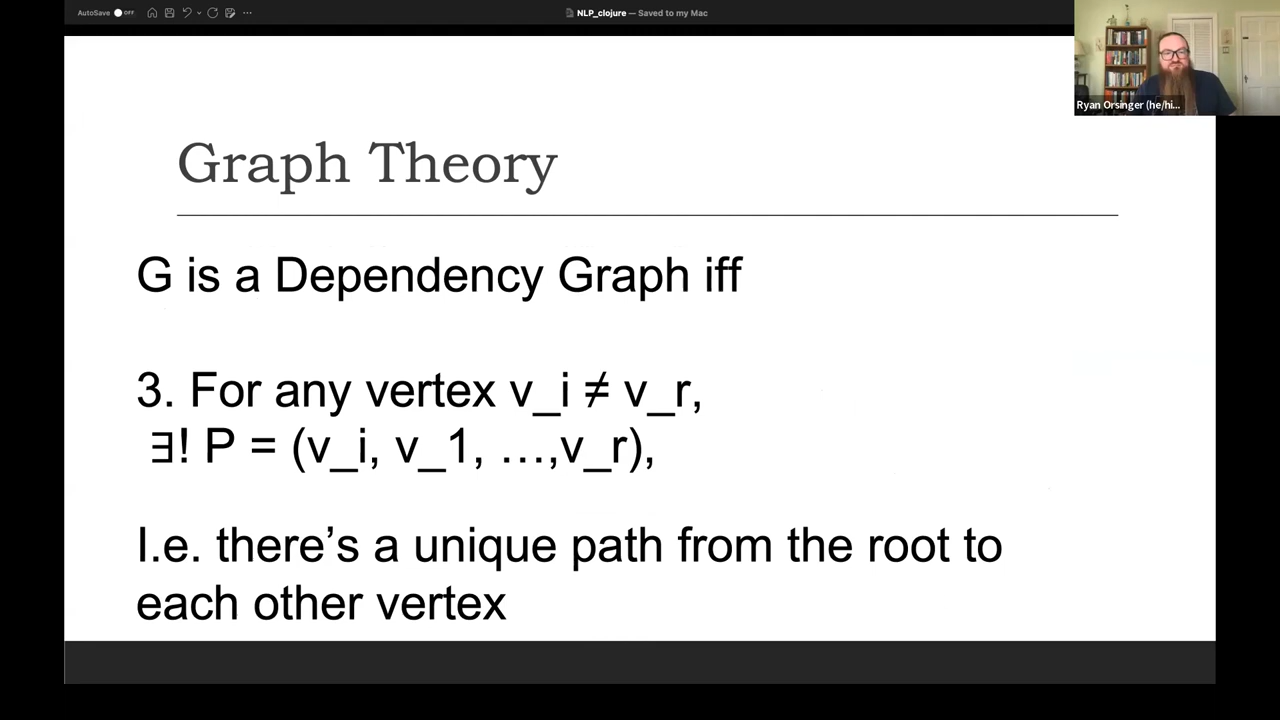 AutoSave OFF
NLP_clojure — Saved to my Mac
Ryan Orsinger (he/hi...
Graph Theory
G is a Dependency Graph iff
3. For any vertex v_i ≠ v_r,
∃! P = (v_i, v_1, …,v_r),
I.e. there’s a unique path from the root to
each other vertex